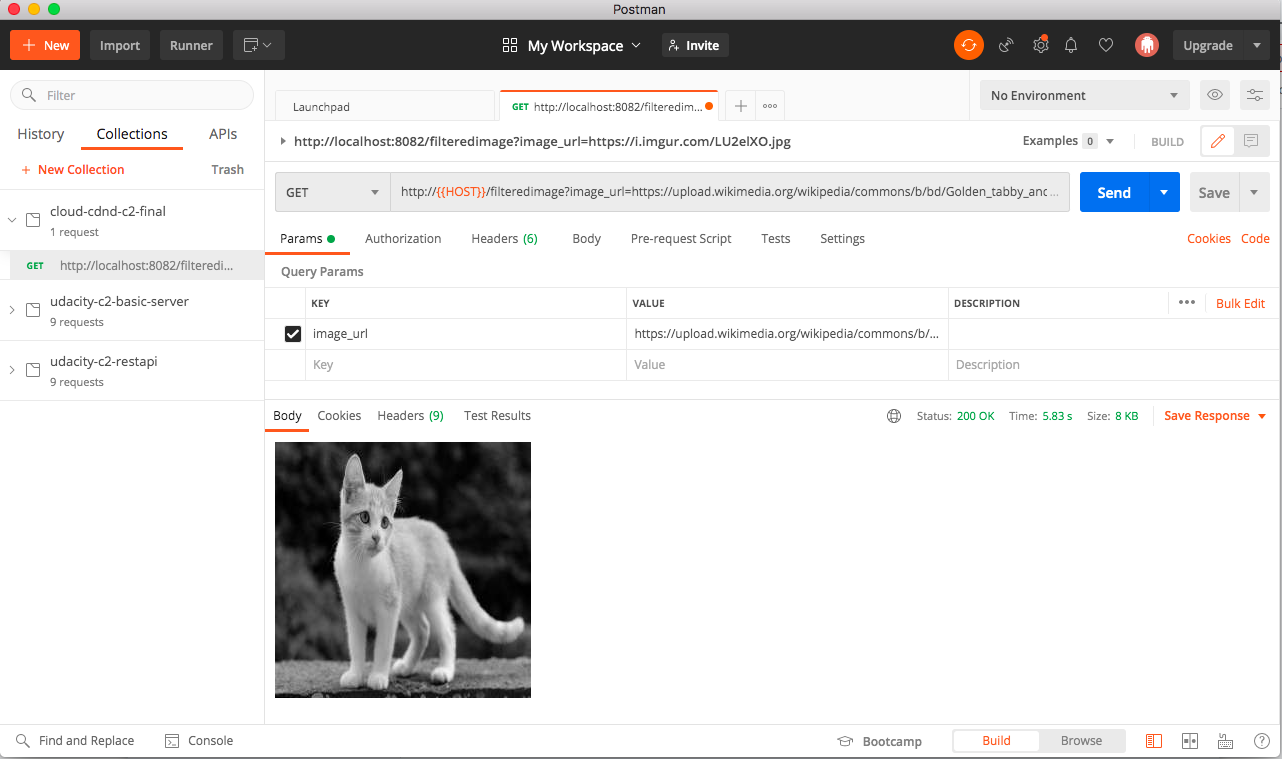 Postman
New
Import
Runner
My Workspace
Invite
Upgrade
Filter
History
Collections
APIs
+ New Collection
Trash
cloud-cdnd-c2-final
1 request
GET http://localhost:8082/filteredi...
udacity-c2-basic-server
9 requests
udacity-c2-restapi
9 requests
Launchpad
GET http://localhost:8082/filteredim...
No Environment
http://localhost:8082/filteredimage?image_url=https://i.imgur.com/LU2elXO.jpg
Examples 0
BUILD
GET
http://{{HOST}}/filteredimage?image_url=https://upload.wikimedia.org/wikipedia/commons/b/bd/Golden_tabby_and...
Send
Save
Params
Authorization
Headers (6)
Body
Pre-request Script
Tests
Settings
Cookies
Code
Query Params
KEY
VALUE
DESCRIPTION
Bulk Edit
image_url
https://upload.wikimedia.org/wikipedia/commons/b/...
Key
Value
Description
Body
Cookies
Headers (9)
Test Results
Status: 200 OK
Time: 5.83 s
Size: 8 KB
Save Response
Find and Replace
Console
Bootcamp
Build
Browse